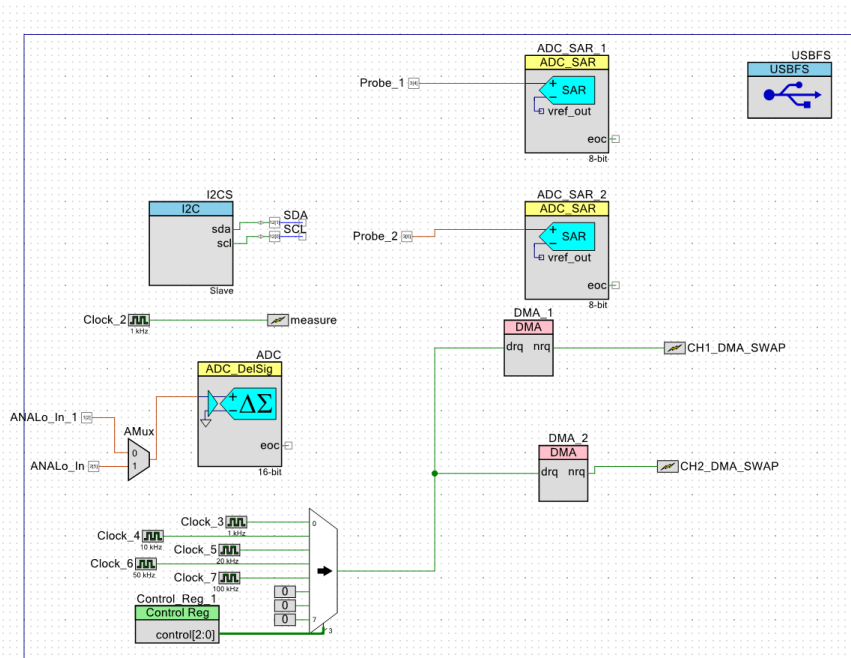 ADC_SAR_1
ADC_SAR
Probe_1
SAR
vref_out
eoc
8-bit
USBFS
USBFS
I2CS
I2C
sda
scl
SDA
SCL
Slave
ADC_SAR_2
ADC_SAR
Probe_2
SAR
vref_out
eoc
8-bit
Clock_2
1 kHz
measure
DMA_1
DMA
drq nrq
CH1_DMA_SWAP
ADC
ADC_DelSig
ΔΣ
eoc
16-bit
ANALo_In_1
AMux
0
1
ANALo_In
DMA_2
DMA
drq nrq
CH2_DMA_SWAP
Clock_3
1 kHz
Clock_4
10 kHz
Clock_5
20 kHz
Clock_6
50 kHz
Clock_7
100 kHz
0
0
0
0
7
3
Control_Reg_1
Control Reg
control[2:0]